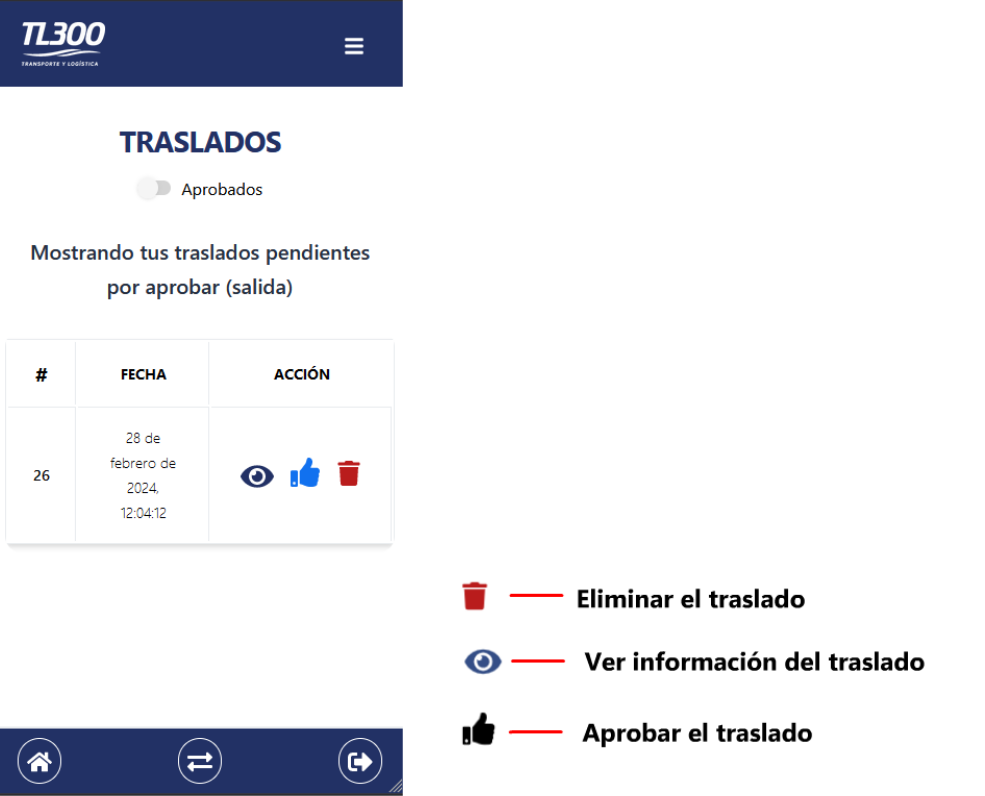 TL300
TRANSPORTE Y LOGÍSTICA
TRASLADOS
Aprobados
Mostrando tus traslados pendientes
por aprobar (salida)
# FECHA ACCIÓN
28 de
febrero de
26
2024,
12:04:12
Eliminar el traslado
Ver información del traslado
Aprobar el traslado